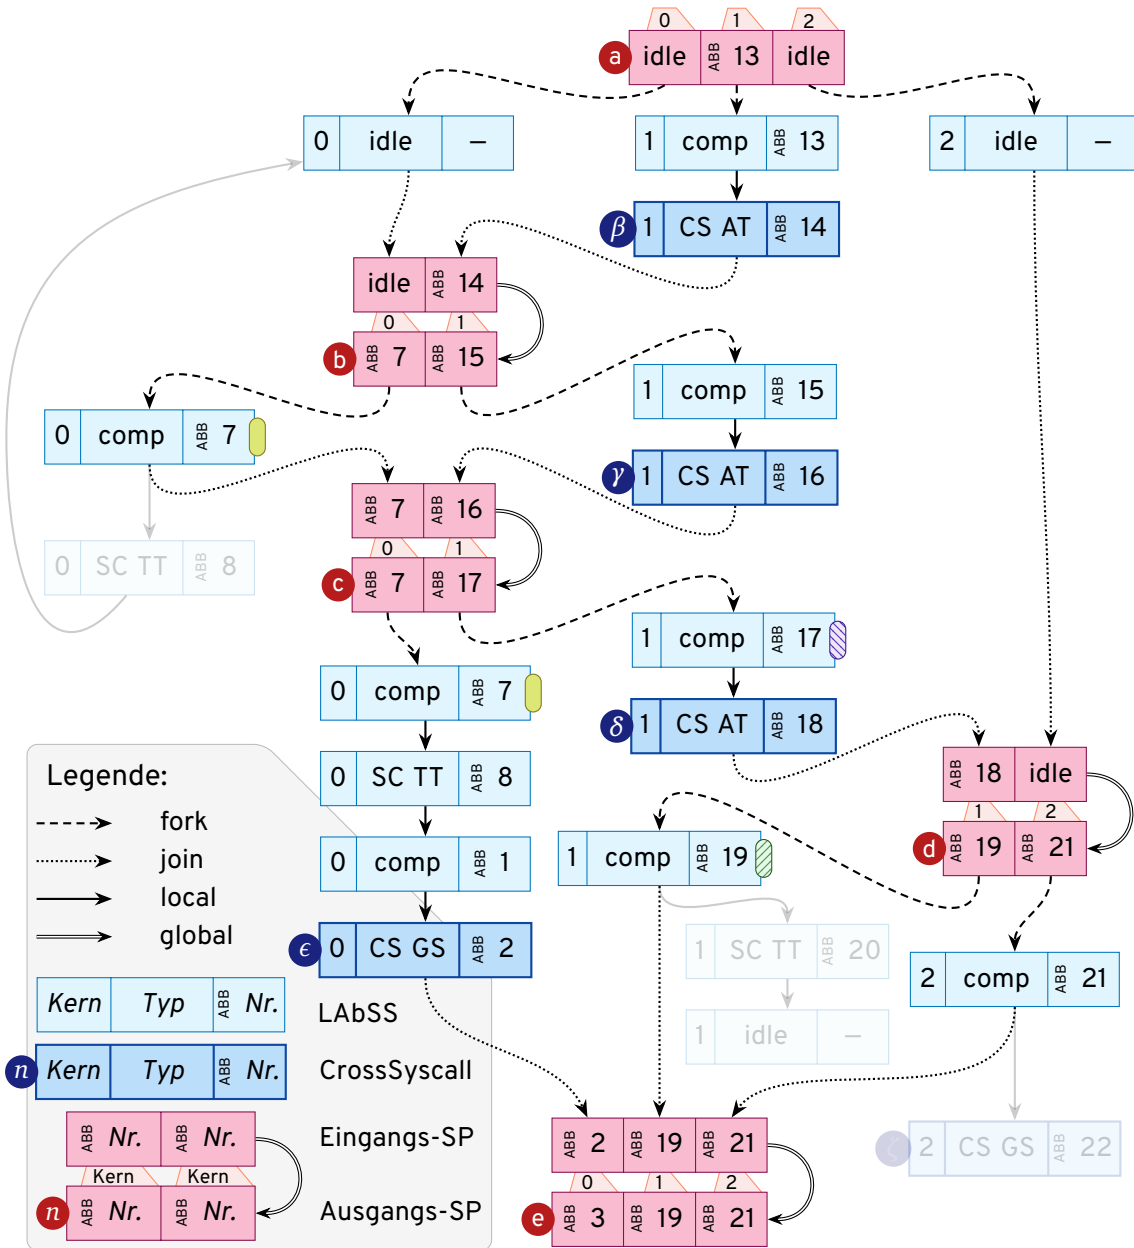 0 1 2
a idle ABB 13 idle
0 idle –
1 comp ABB 13
2 idle –
β 1 CS AT ABB 14
idle ABB 14
0 1
b ABB 7 ABB 15
1 comp ABB 15
0 comp ABB 7
γ 1 CS AT ABB 16
ABB 7 ABB 16
0 1
0 SC TT ABB 8
c ABB 7 ABB 17
1 comp ABB 17
0 comp ABB 7
δ 1 CS AT ABB 18
ABB 18 idle
0 SC TT ABB 8
1 2
d ABB 19 ABB 21
1 comp ABB 19
0 comp ABB 1
ϵ 0 CS GS ABB 2
1 SC TT ABB 20
2 comp ABB 21
1 idle –
ABB 2 ABB 19 ABB 21
ζ 2 CS GS ABB 22
0 1 2
e ABB 3 ABB 19 ABB 21
Legende:
fork
join
local
global
Kern Typ ABB Nr. LAbSS
n Kern Typ ABB Nr. CrossSyscall
ABB Nr. ABB Nr. Eingangs-SP
Kern Kern
n ABB Nr. ABB Nr. Ausgangs-SP